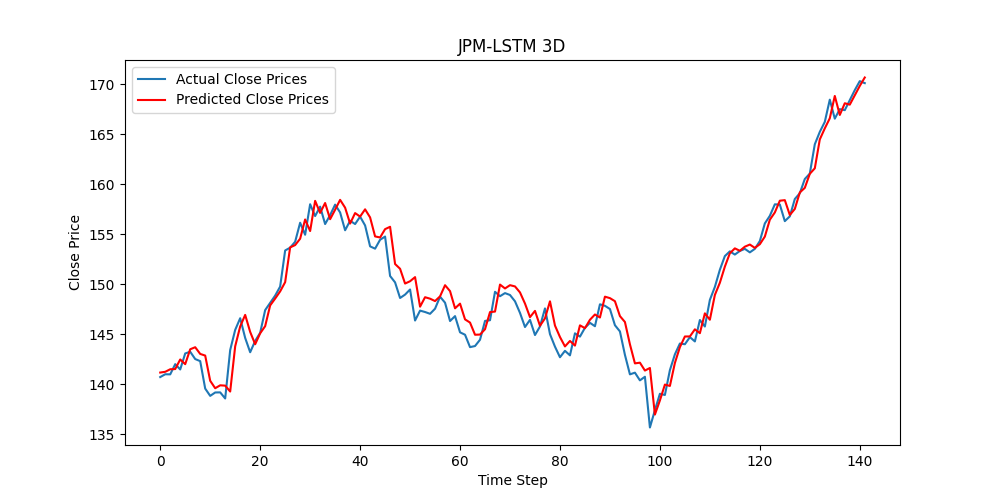 JPM-LSTM 3D
Actual Close Prices
Predicted Close Prices
Close Price
170
165
160
155
150
145
140
135
0 20 40 60 80 100 120 140
Time Step